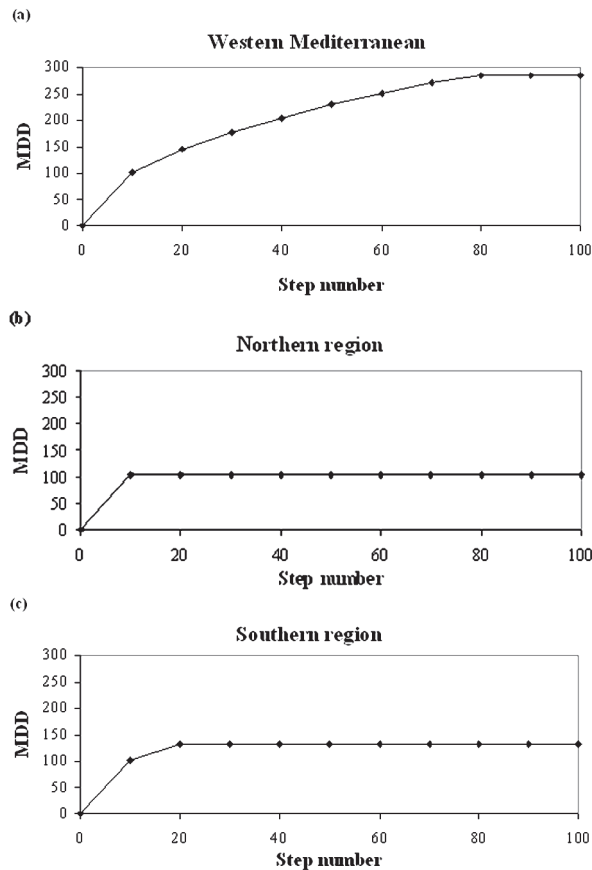 (a)
Western Mediterranean
MDD
300
250
200
150
100
50
0
0 20 40 60 80 100
Step number
(b)
Northern region
MDD
300
250
200
150
100
50
0
0 20 40 60 80 100
Step number
(c)
Southern region
MDD
300
250
200
150
100
50
0
0 20 40 60 80 100
Step number